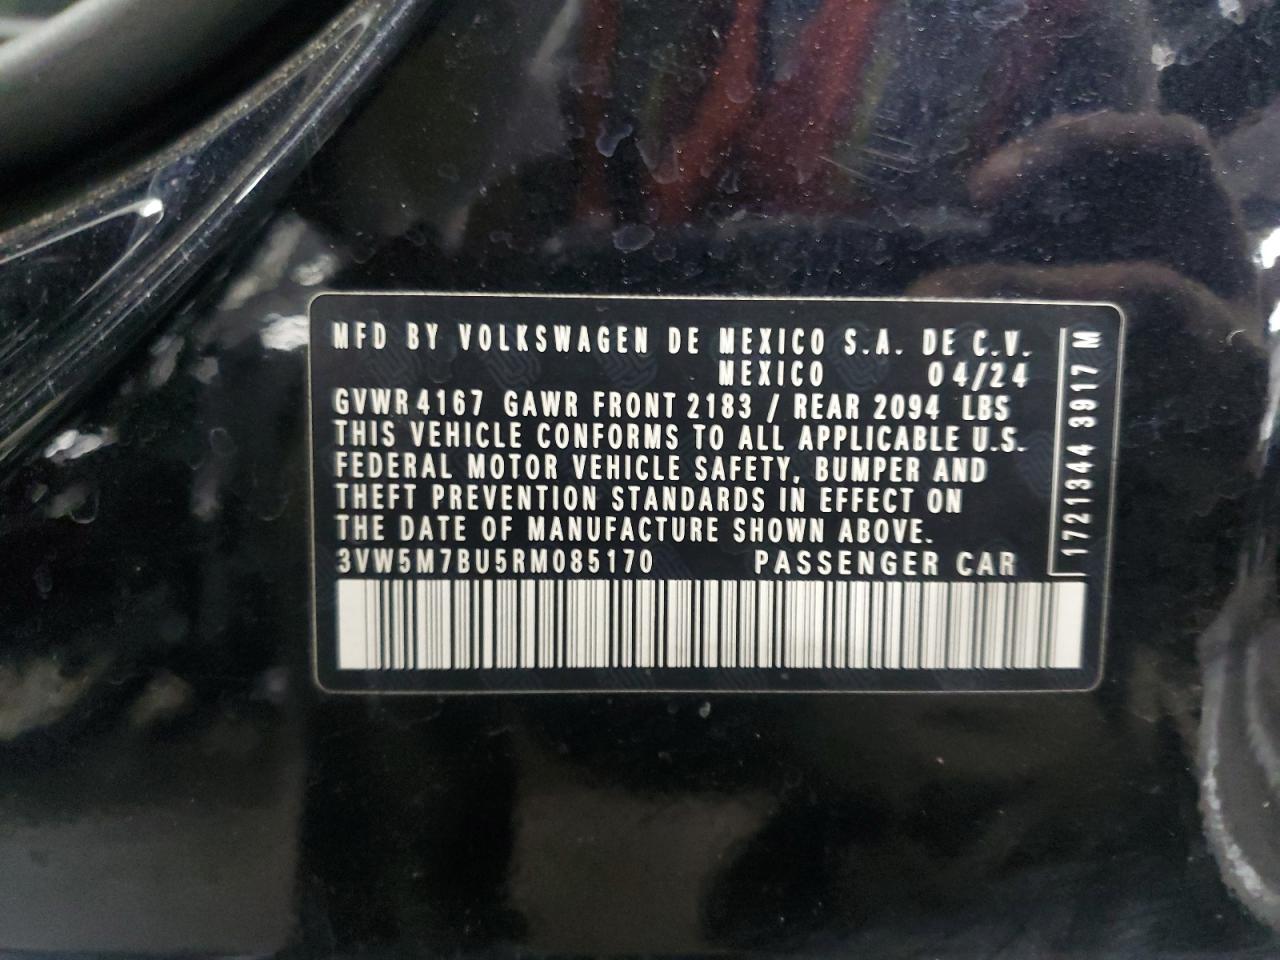 MFD BY VOLKSWAGEN DE MEXICO S.A. DE C.V.
MEXICO 04/24
GVWR 4167 GAWR FRONT 2183 / REAR 2094 LBS
THIS VEHICLE CONFORMS TO ALL APPLICABLE U.S.
FEDERAL MOTOR VEHICLE SAFETY, BUMPER AND
THEFT PREVENTION STANDARDS IN EFFECT ON
THE DATE OF MANUFACTURE SHOWN ABOVE.
3VW5M7BU5RM085170 PASSENGER CAR
1721344 3917 M